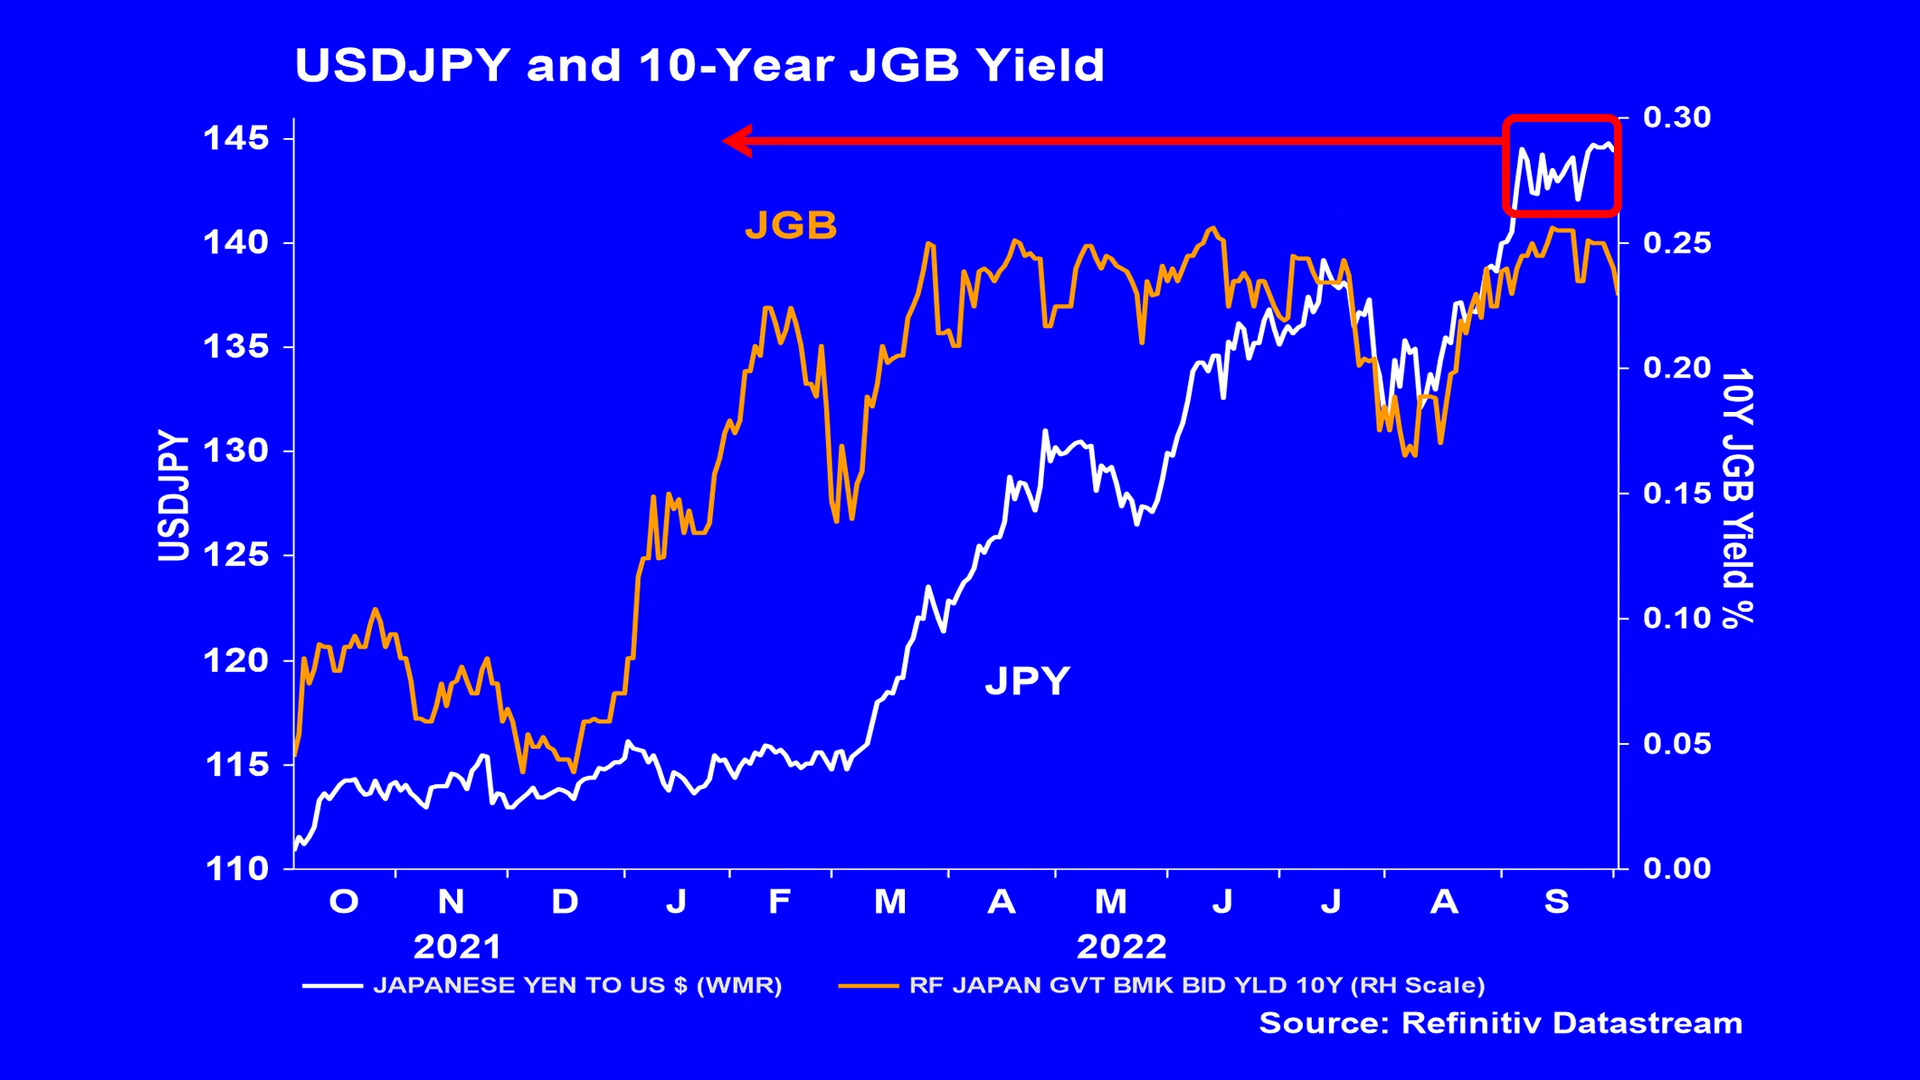 USDJPY and 10-Year JGB Yield
145
140
135
130
125
120
115
110
USDJPY
JGB
JPY
0.30
0.25
0.20
0.15
0.10
0.05
0.00
10Y JGB Yield %
O N D J F M A M J J A S
2021 2022
JAPANESE YEN TO US $ (WMR) RF JAPAN GVT BMK BID YLD 10Y (RH Scale)
Source: Refinitiv Datastream